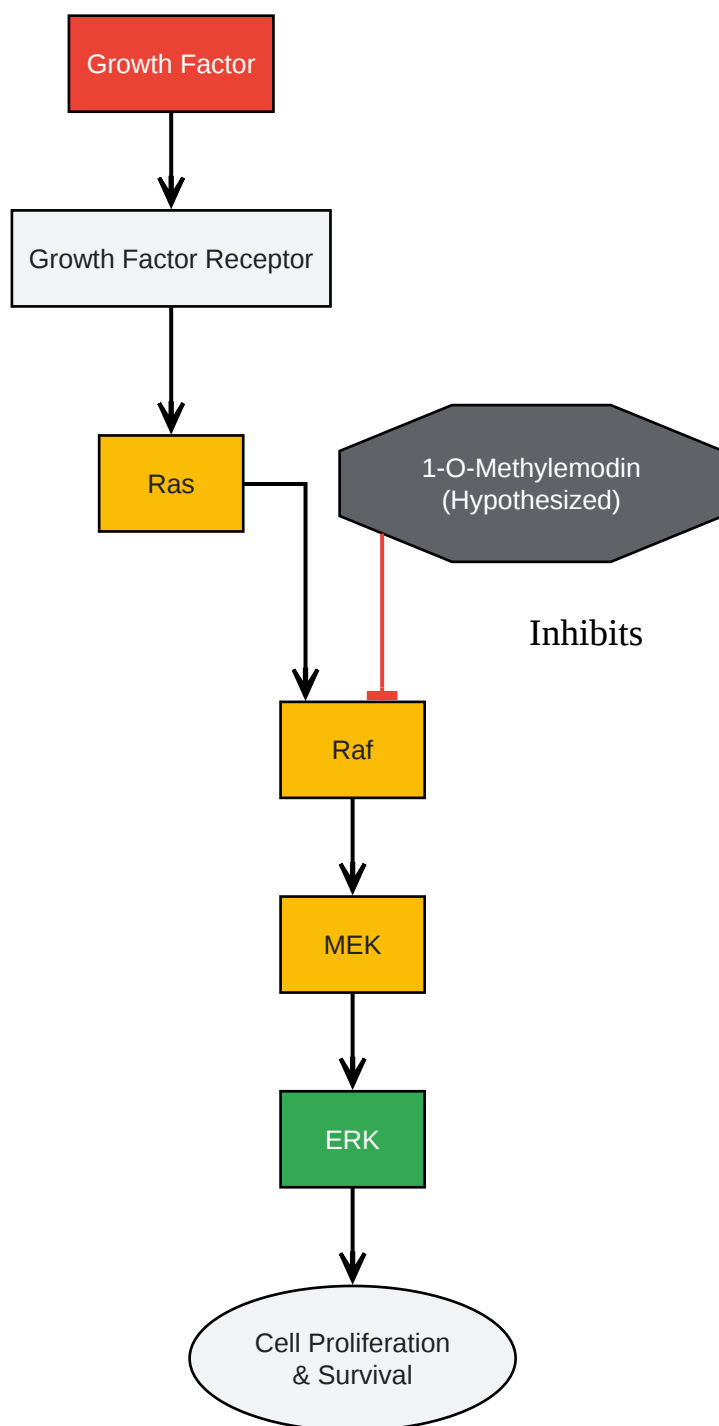 Growth Factor
Growth Factor Receptor
Ras
1-O-Methylemodin
(Hypothesized)
Inhibits
Raf
MEK
ERK
Cell Proliferation
& Survival